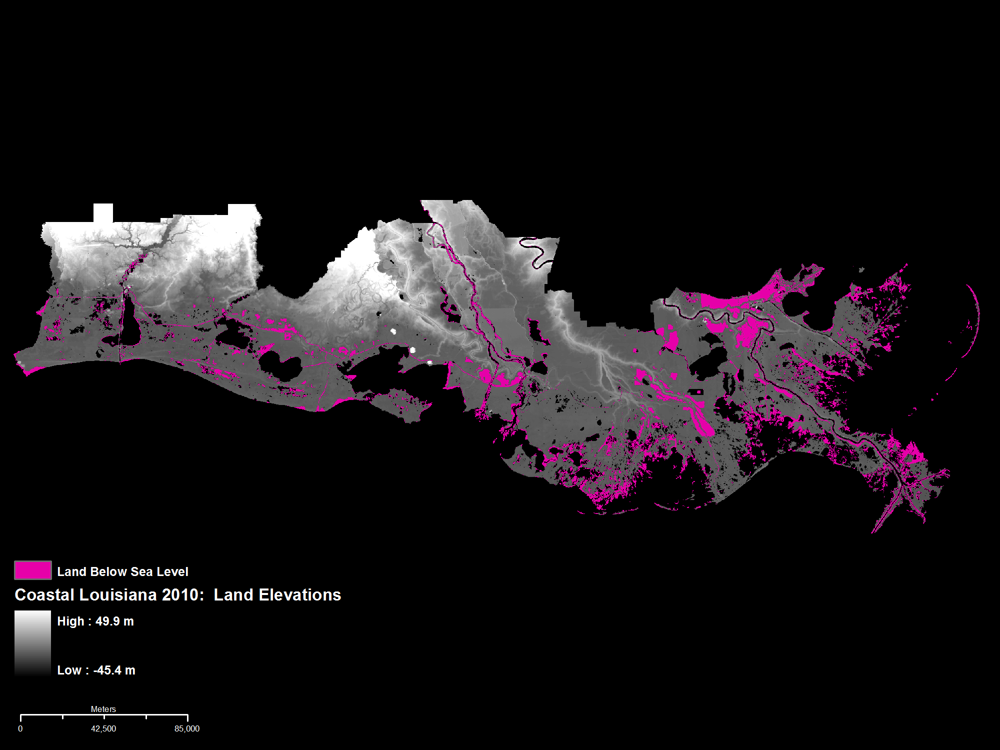 Land Below Sea Level
Coastal Louisiana 2010:  Land Elevations
High : 49.9 m
Low : -45.4 m
Meters
0 42,500 85,000